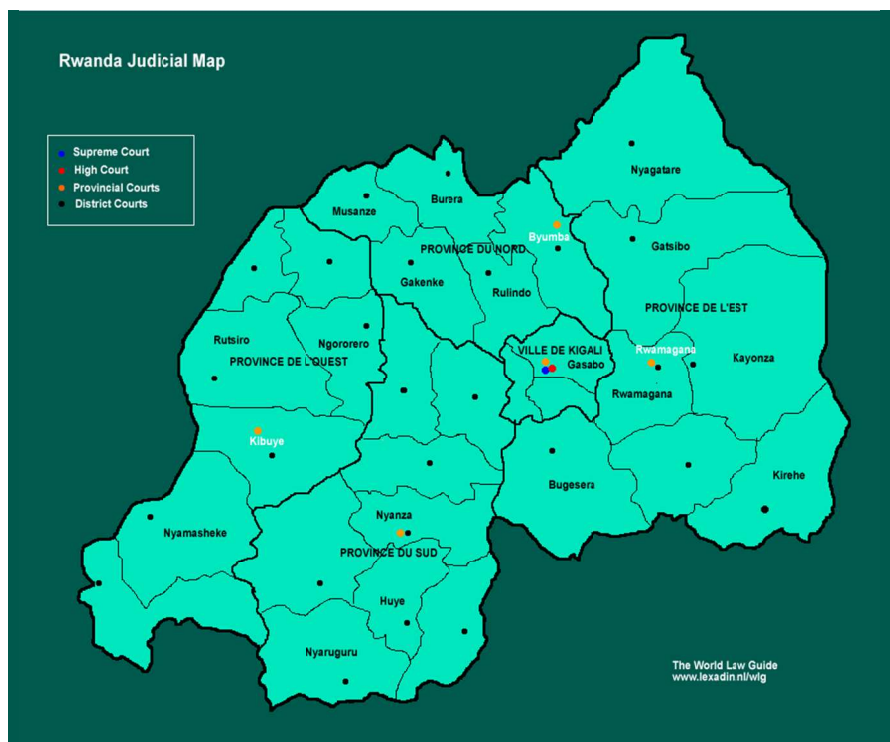 Rwanda Judicial Map
Supreme Court
High Court
Provincial Courts
District Courts
Nyagatare
Burera
Musanze
Byumba
PROVINCE DU NORD
Gatsibo
Gakenke
Rulindo
PROVINCE DE L'EST
Rutsiro
Ngororero
PROVINCE DE L'OUEST
VILLE DE KIGALI
Gasabo
Rwamagana
Kayonza
Rwamagana
Kibuye
Bugesera
Kirehe
Nyanza
Nyamasheke
PROVINCE DU SUD
Huye
Nyaruguru
The World Law Guide
www.lexadin.nl/wlg